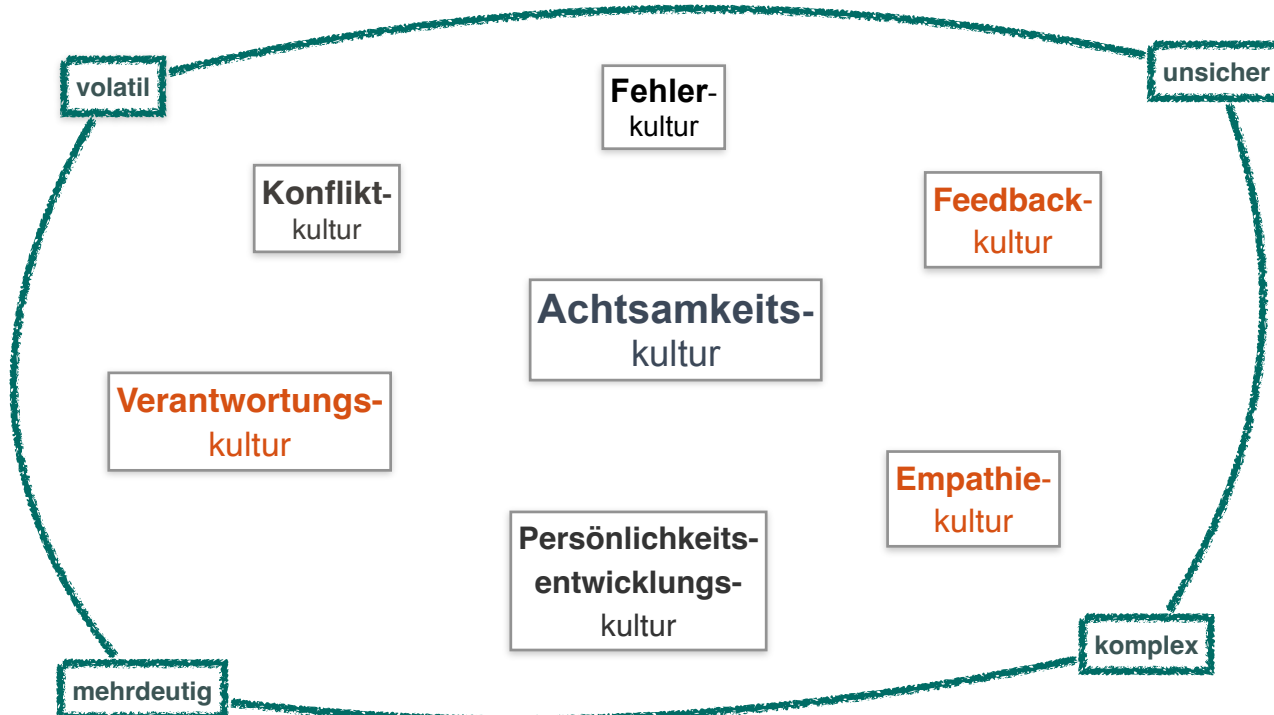 volatil
unsicher
Fehler-
kultur
Konflikt-
kultur
Feedback-
kultur
Achtsamkeits-
kultur
Verantwortungs-
kultur
Empathie-
kultur
Persönlichkeits-
entwicklungs-
kultur
komplex
mehrdeutig